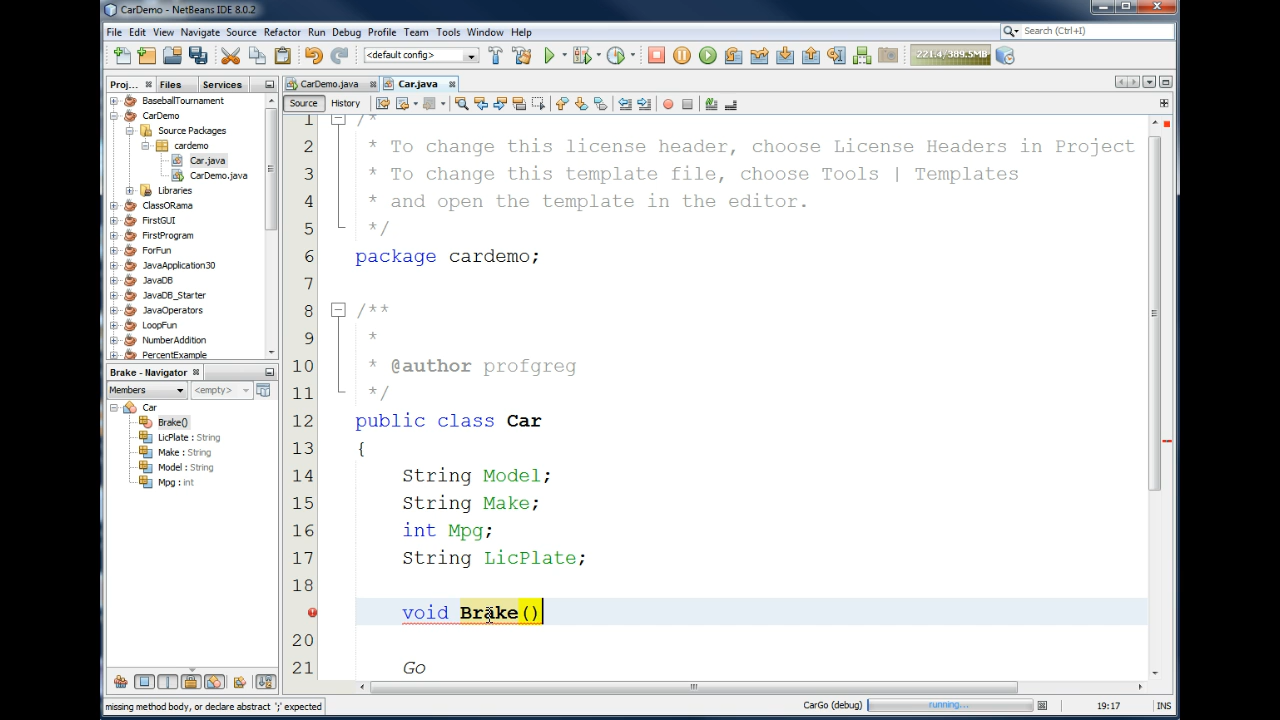 CarDemo - NetBeans IDE 8.0.2
File Edit View Navigate Source Refactor Run Debug Profile Team Tools Window Help
Search (Ctrl+I)
<default config>
221.4/389.5MB
Proj... Files Services
CarDemo.java Car.java
Source History
BaseballTournament
CarDemo
Source Packages
cardemo
Car.java
CarDemo.java
Libraries
ClassORama
FirstGUI
FirstProgram
ForFun
JavaApplication30
JavaDB
JavaDB_Starter
JavaOperators
LoopFun
NumberAddition
PercentExample
Brake - Navigator
Members <empty>
Car
Brake()
LicPlate : String
Make : String
Model : String
Mpg : int
1 /*
2 * To change this license header, choose License Headers in Project
3 * To change this template file, choose Tools | Templates
4 * and open the template in the editor.
5 */
6 package cardemo;
7
8 /**
9 *
10 * @author profgreg
11 */
12 public class Car
13 {
14 String Model;
15 String Make;
16 int Mpg;
17 String LicPlate;
18
void Brake()
20
21 Go
missing method body, or declare abstract ';' expected
CarGo (debug) running... 19:17 INS